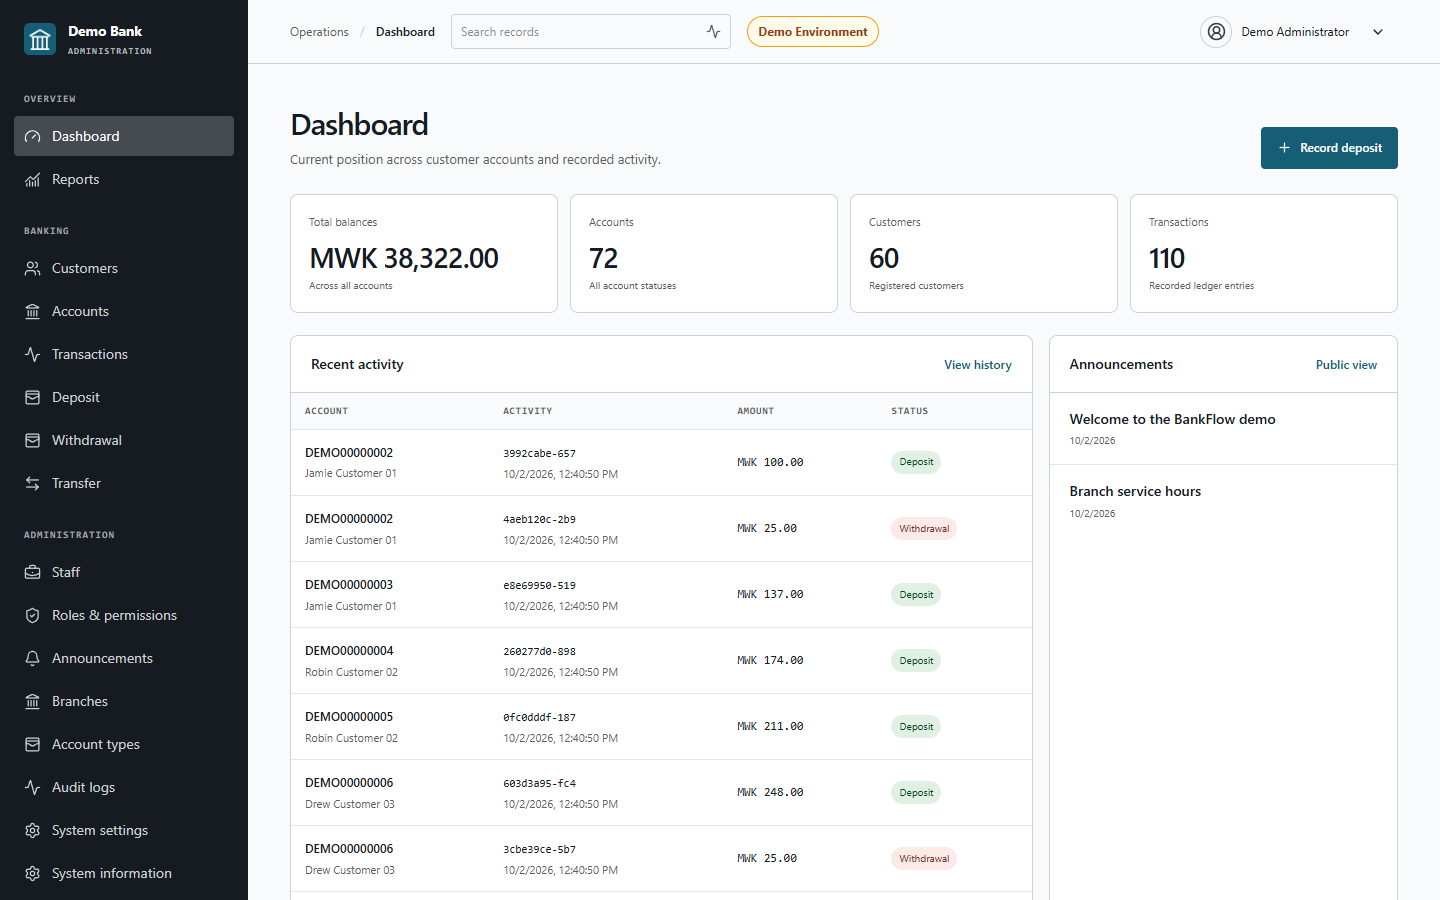 Demo Bank
ADMINISTRATION
OVERVIEW
Dashboard
Reports
BANKING
Customers
Accounts
Transactions
Deposit
Withdrawal
Transfer
ADMINISTRATION
Staff
Roles & permissions
Announcements
Branches
Account types
Audit logs
System settings
System information
Operations / Dashboard
Search records
Demo Environment
Demo Administrator
Dashboard
Current position across customer accounts and recorded activity.
Record deposit
Total balances
MWK 38,322.00
Across all accounts
Accounts
72
All account statuses
Customers
60
Registered customers
Transactions
110
Recorded ledger entries
Recent activity
View history
ACCOUNT ACTIVITY AMOUNT STATUS
DEMO00000002 3992cabe-657 MWK 100.00 Deposit
Jamie Customer 01 10/2/2026, 12:40:50 PM
DEMO00000002 4aeb120c-2b9 MWK 25.00 Withdrawal
Jamie Customer 01 10/2/2026, 12:40:50 PM
DEMO00000003 e8e69950-519 MWK 137.00 Deposit
Jamie Customer 01 10/2/2026, 12:40:50 PM
DEMO00000004 260277d0-898 MWK 174.00 Deposit
Robin Customer 02 10/2/2026, 12:40:50 PM
DEMO00000005 0fc0dddf-187 MWK 211.00 Deposit
Robin Customer 02 10/2/2026, 12:40:50 PM
DEMO00000006 603d3a95-fc4 MWK 248.00 Deposit
Drew Customer 03 10/2/2026, 12:40:50 PM
DEMO00000006 3cbe39ce-5b7 MWK 25.00 Withdrawal
Drew Customer 03 10/2/2026, 12:40:50 PM
Announcements
Public view
Welcome to the BankFlow demo
10/2/2026
Branch service hours
10/2/2026